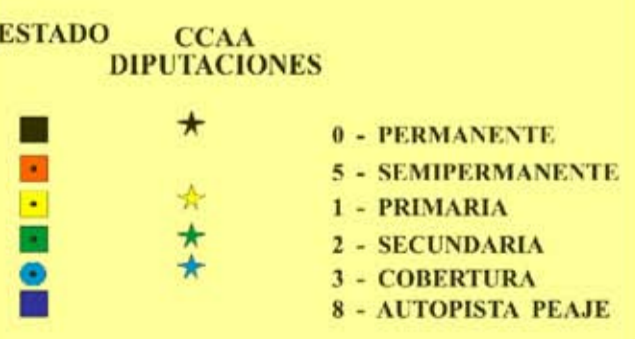 ESTADO CCAA
DIPUTACIONES
0 - PERMANENTE
5 - SEMIPERMANENTE
1 - PRIMARIA
2 - SECUNDARIA
3 - COBERTURA
8 - AUTOPISTA PEAJE